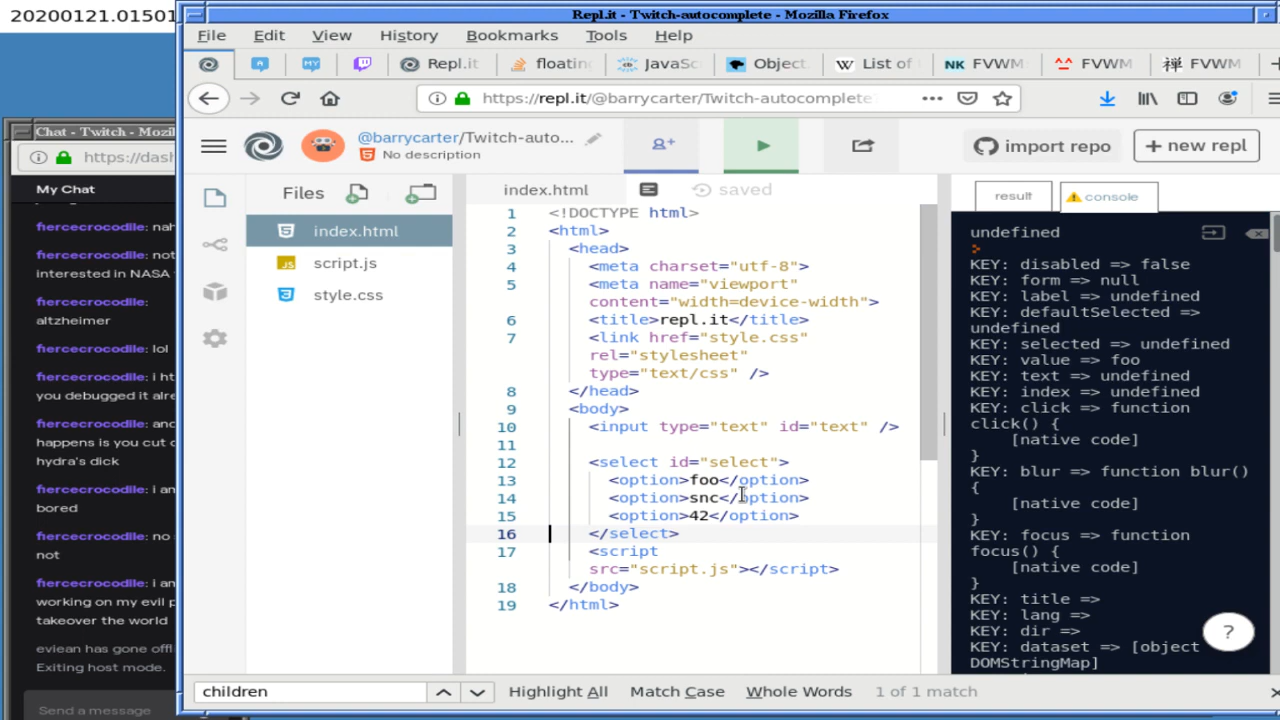 20200121.01501
Repl.it - Twitch-autocomplete - Mozilla Firefox
File Edit View History Bookmarks Tools Help
Repl.it floating JavaSc Object. List of NK FVWM FVWM 禅 FVWM
https://repl.it/@barrycarter/Twitch-autocomplete
Chat - Twitch - Mozil
https://dash
My Chat
fiercecrocodile: nah
fiercecrocodile: not
interested in NASA
fiercecrocodile:
altzheimer
fiercecrocodile: lol
fiercecrocodile: i ht
you debugged it alre
fiercecrocodile: and
happens is you cut o
hydra's dick
fiercecrocodile: i am
bored
fiercecrocodile: no
not
fiercecrocodile: i am
working on my evil p
takeover the world
eviean has gone offl
Exiting host mode.
Send a message
@barrycarter/Twitch-auto...
No description
import repo
+ new repl
Files
index.html
script.js
style.css
index.html saved
1 <!DOCTYPE html>
2 <html>
3 <head>
4 <meta charset="utf-8">
5 <meta name="viewport"
content="width=device-width">
6 <title>repl.it</title>
7 <link href="style.css"
rel="stylesheet"
type="text/css" />
8 </head>
9 <body>
10 <input type="text" id="text" />
11
12 <select id="select">
13 <option>foo</option>
14 <option>snc</option>
15 <option>42</option>
16 </select>
17 <script
src="script.js"></script>
18 </body>
19 </html>
result console
undefined
KEY: disabled => false
KEY: form => null
KEY: label => undefined
KEY: defaultSelected =>
undefined
KEY: selected => undefined
KEY: value => foo
KEY: text => undefined
KEY: index => undefined
KEY: click => function
click() {
[native code]
}
KEY: blur => function blur()
{
[native code]
}
KEY: focus => function
focus() {
[native code]
}
KEY: title =>
KEY: lang =>
KEY: dir =>
KEY: dataset => [object
DOMStringMap]
?
children Highlight All Match Case Whole Words 1 of 1 match